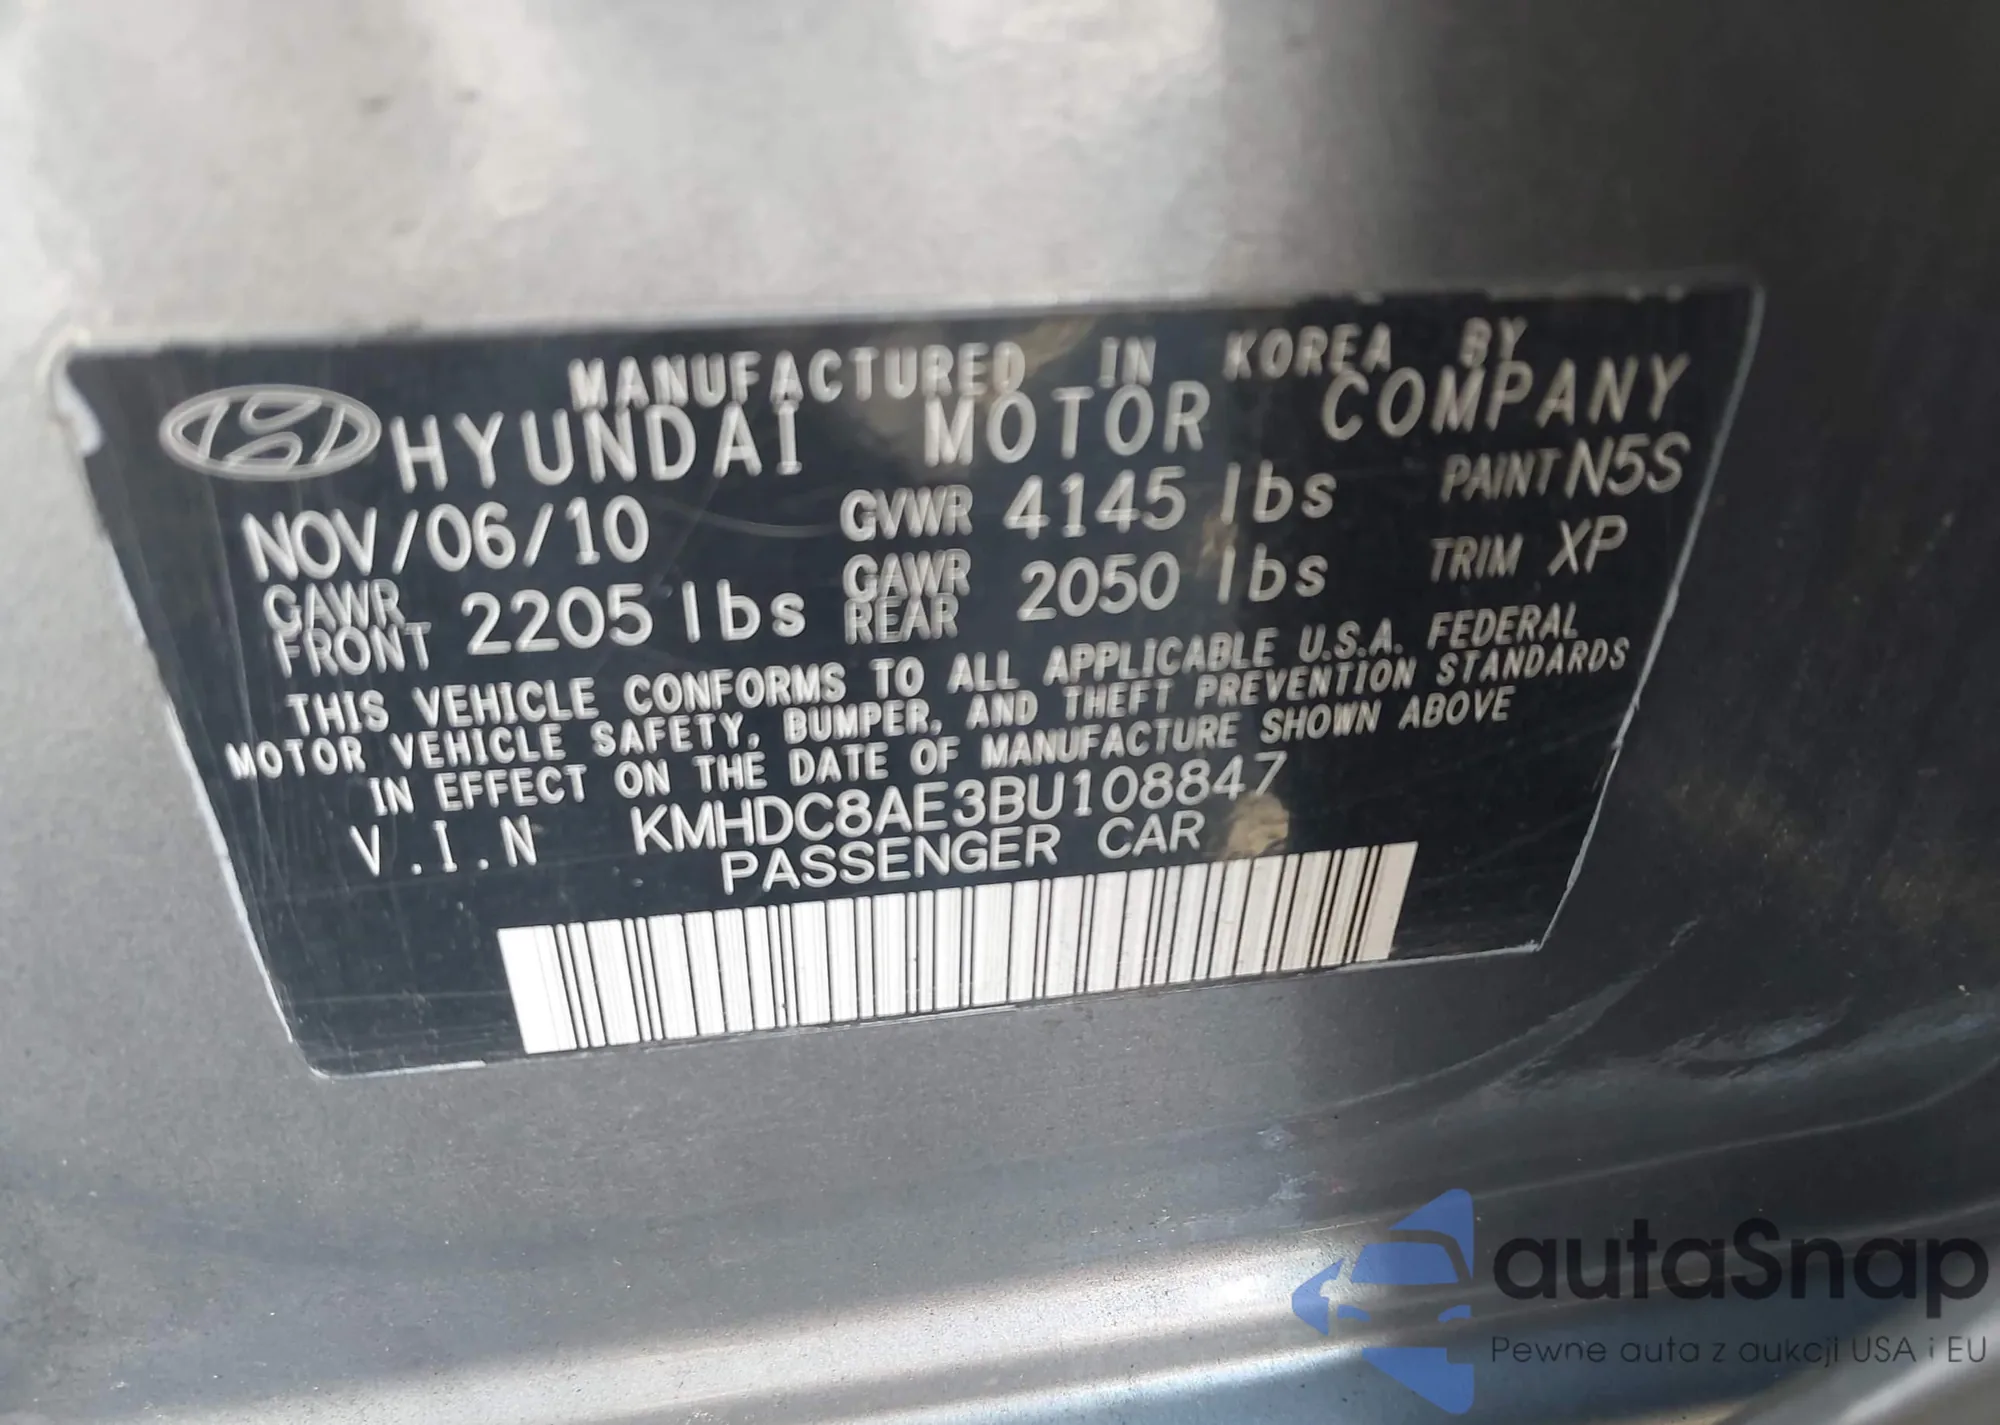 MANUFACTURED IN KOREA BY
HYUNDAI MOTOR COMPANY
NOV/06/10 GVWR 4145 lbs PAINT N5S
GAWR FRONT 2205 lbs GAWR REAR 2050 lbs TRIM XP
THIS VEHICLE CONFORMS TO ALL APPLICABLE U.S.A. FEDERAL
MOTOR VEHICLE SAFETY, BUMPER, AND THEFT PREVENTION STANDARDS
IN EFFECT ON THE DATE OF MANUFACTURE SHOWN ABOVE
V.I.N KMHDC8AE3BU108847
PASSENGER CAR
autaSnap
Pewne auta z aukcji USA i EU